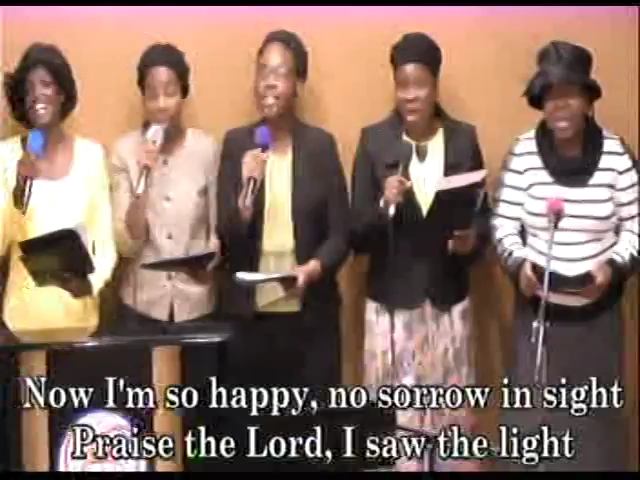 Now I'm so happy, no sorrow in sight
Praise the Lord, I saw the light